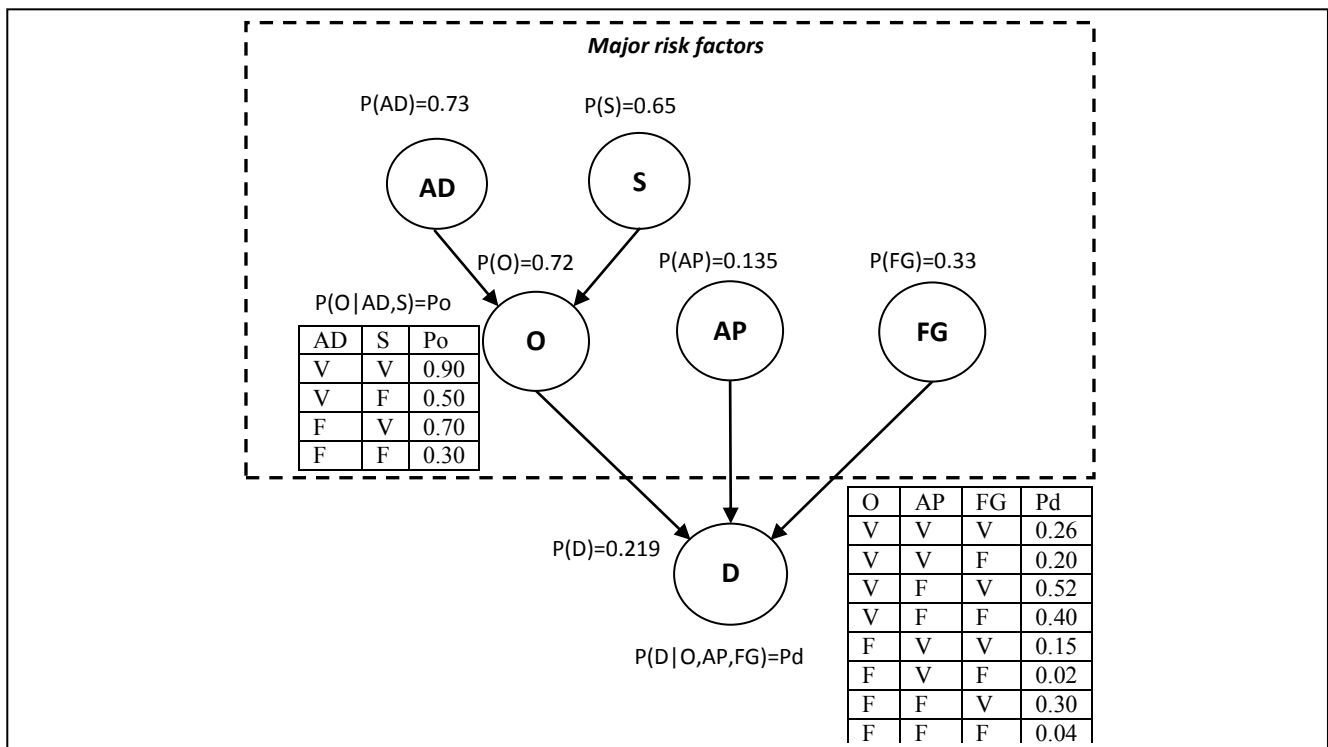 Major risk factors
P(AD)=0.73
P(S)=0.65
AD
S
P(O)=0.72
P(AP)=0.135
P(FG)=0.33
P(O|AD,S)=Po
AD S Po
V V 0.90
V F 0.50
F V 0.70
F F 0.30
O
AP
FG
P(D)=0.219
D
P(D|O,AP,FG)=Pd
O AP FG Pd
V V V 0.26
V V F 0.20
V F V 0.52
V F F 0.40
F V V 0.15
F V F 0.02
F F V 0.30
F F F 0.04